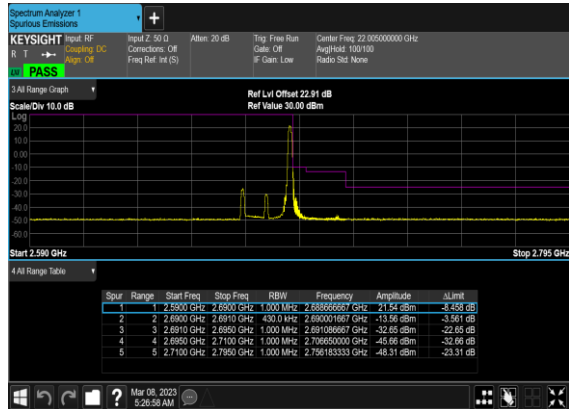 Spectrum Analyzer 1
Spurious Emissions
KEYSIGHT Input: RF Input Z: 50 Ω Atten: 20 dB Trig: Free Run Center Freq: 22.005000000 GHz
R T Coupling: DC Corrections: Off Gate: Off Avg|Hold: 100/100
Align: Off Freq Ref: Int (S) IF Gain: Low Radio Std: None
LM PASS
3 All Range Graph
Ref Lvl Offset 22.91 dB
Scale/Div 10.0 dB Ref Value 30.00 dBm
Log
20.0
10.0
0.00
-10.0
-20.0
-30.0
-40.0
-50.0
-60.0
Start 2.590 GHz Stop 2.795 GHz
4 All Range Table
Spur Range Start Freq Stop Freq RBW Frequency Amplitude ΔLimit
1 1 2.5900 GHz 2.6900 GHz 1.000 MHz 2.688666667 GHz 21.54 dBm -8.458 dB
2 2 2.6900 GHz 2.6910 GHz 430.0 kHz 2.690001667 GHz -13.56 dBm -3.561 dB
3 3 2.6910 GHz 2.6950 GHz 1.000 MHz 2.691086667 GHz -32.65 dBm -22.65 dB
4 4 2.6950 GHz 2.7100 GHz 1.000 MHz 2.706650000 GHz -45.66 dBm -32.66 dB
5 5 2.7100 GHz 2.7950 GHz 1.000 MHz 2.756183333 GHz -48.31 dBm -23.31 dB
Mar 08, 2023
5:26:58 AM